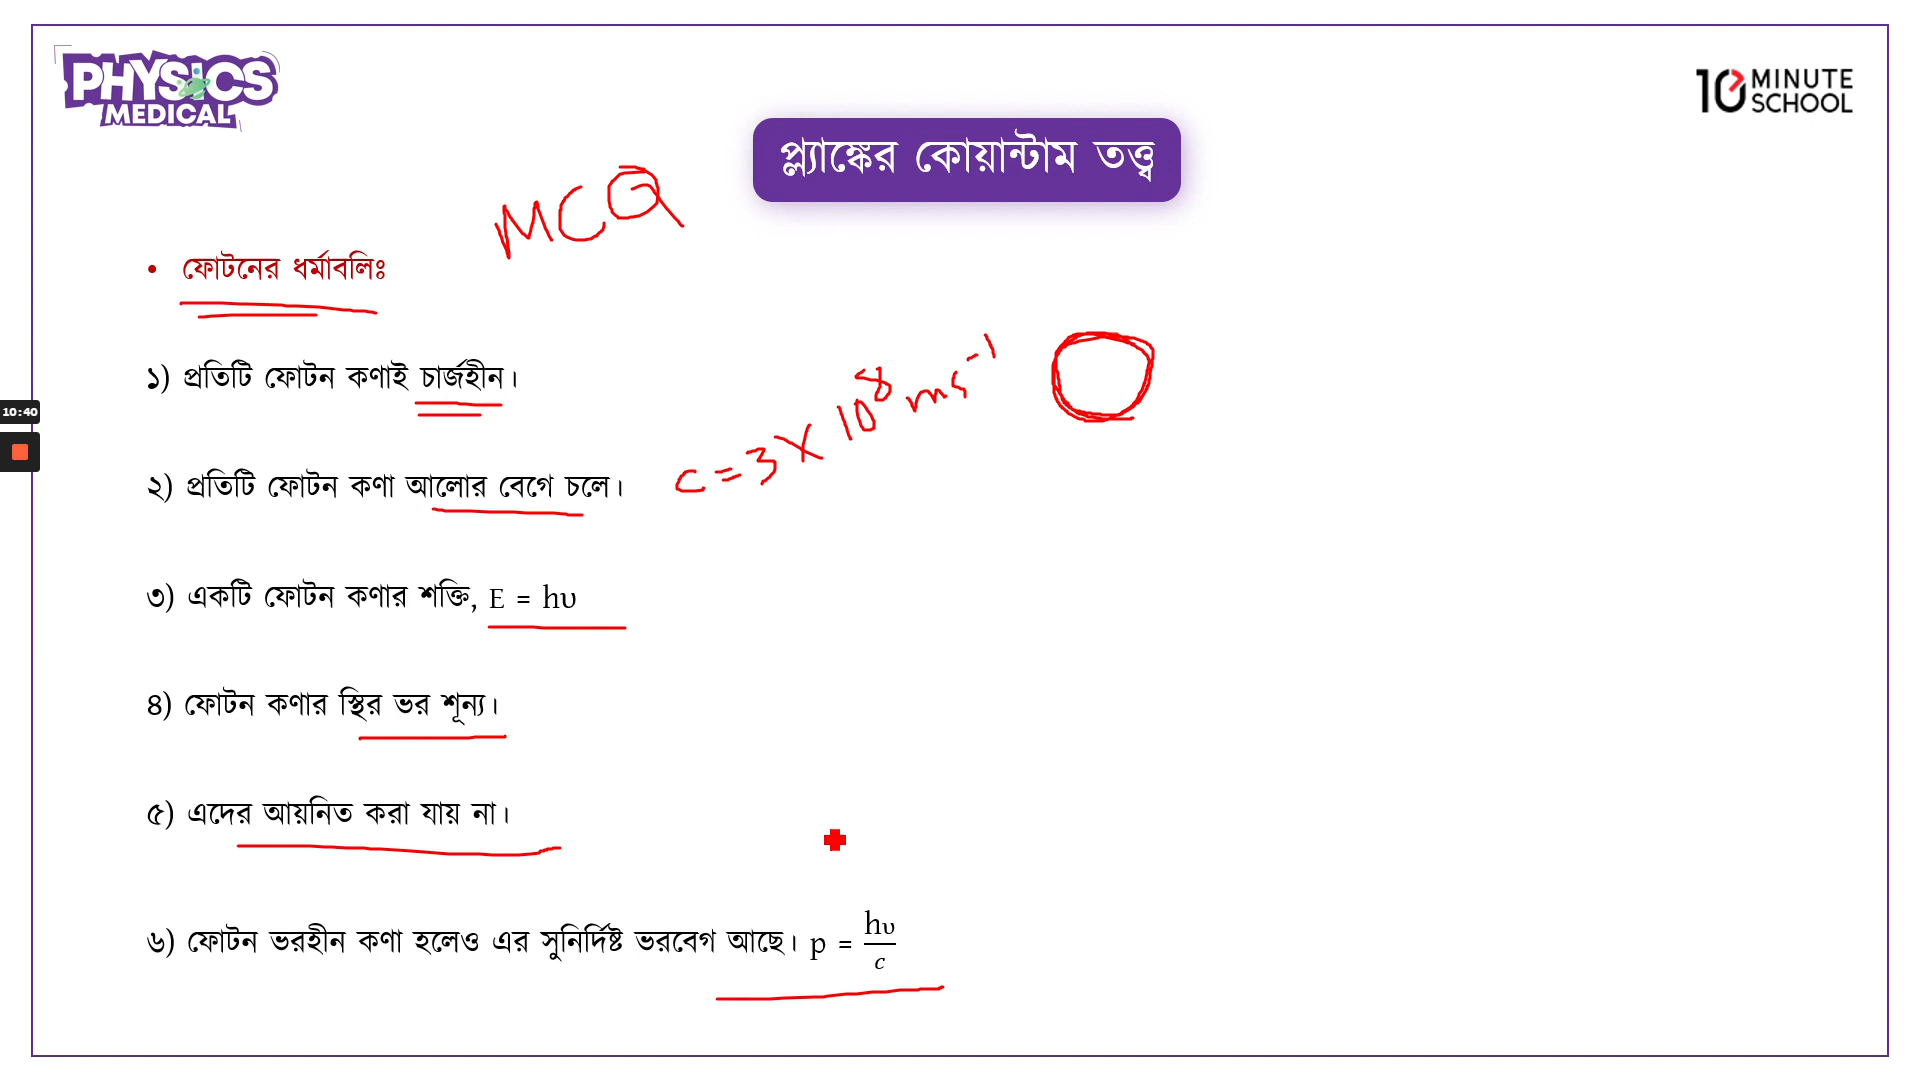 PHYSICS
MEDICAL
10 MINUTE
SCHOOL
প্ল্যাঙ্কের কোয়ান্টাম তত্ত্ব
MCQ
• ফোটনের ধর্মাবলিঃ
১) প্রতিটি ফোটন কণাই চার্জহীন।
c = 3 × 10⁸ ms⁻¹
10:40
২) প্রতিটি ফোটন কণা আলোর বেগে চলে।
৩) একটি ফোটন কণার শক্তি, E = hυ
৪) ফোটন কণার স্থির ভর শূন্য।
৫) এদের আয়নিত করা যায় না।
৬) ফোটন ভরহীন কণা হলেও এর সুনির্দিষ্ট ভরবেগ আছে। p = hυ/c